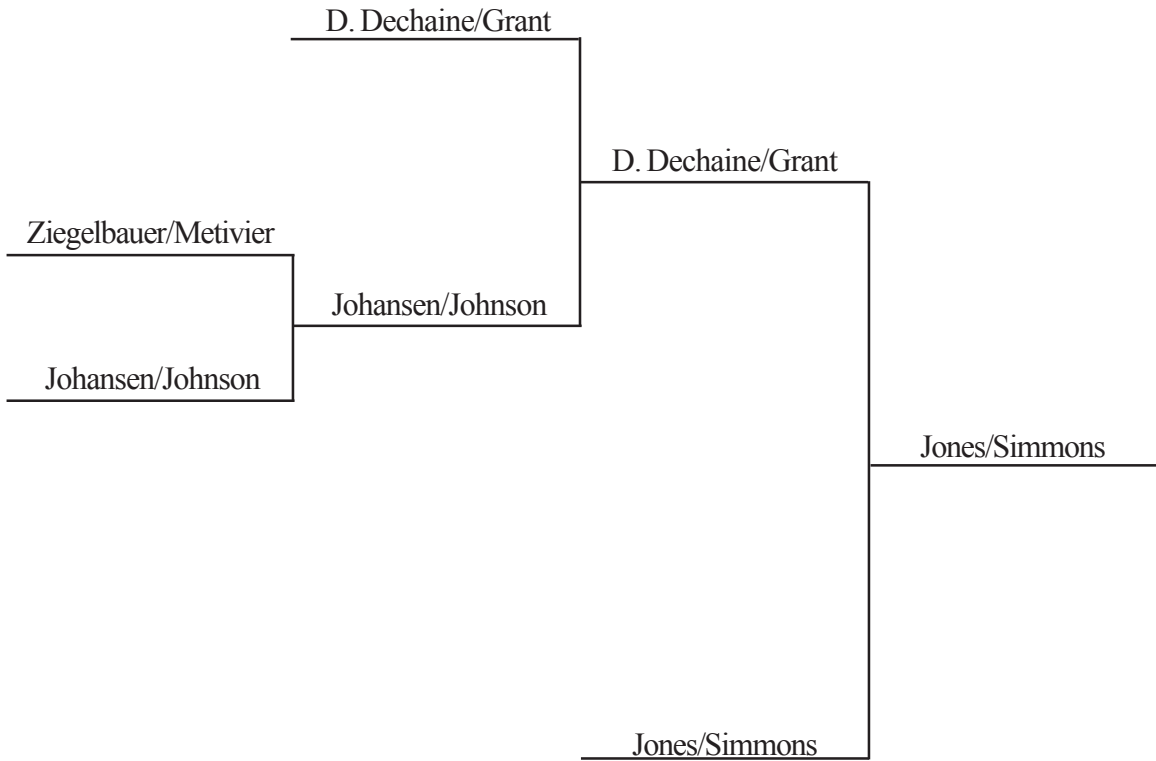 D. Dechaine/Grant
D. Dechaine/Grant
Ziegelbauer/Metivier
Johansen/Johnson
Johansen/Johnson
Jones/Simmons
Jones/Simmons